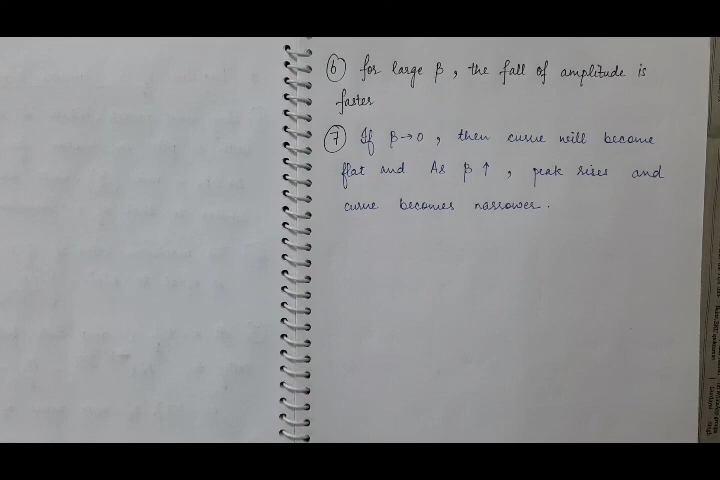 6 for large β, the fall of amplitude is
faster
7 If β→0, then curve will become
flat and As β↑, peak rises and
curve becomes narrower.